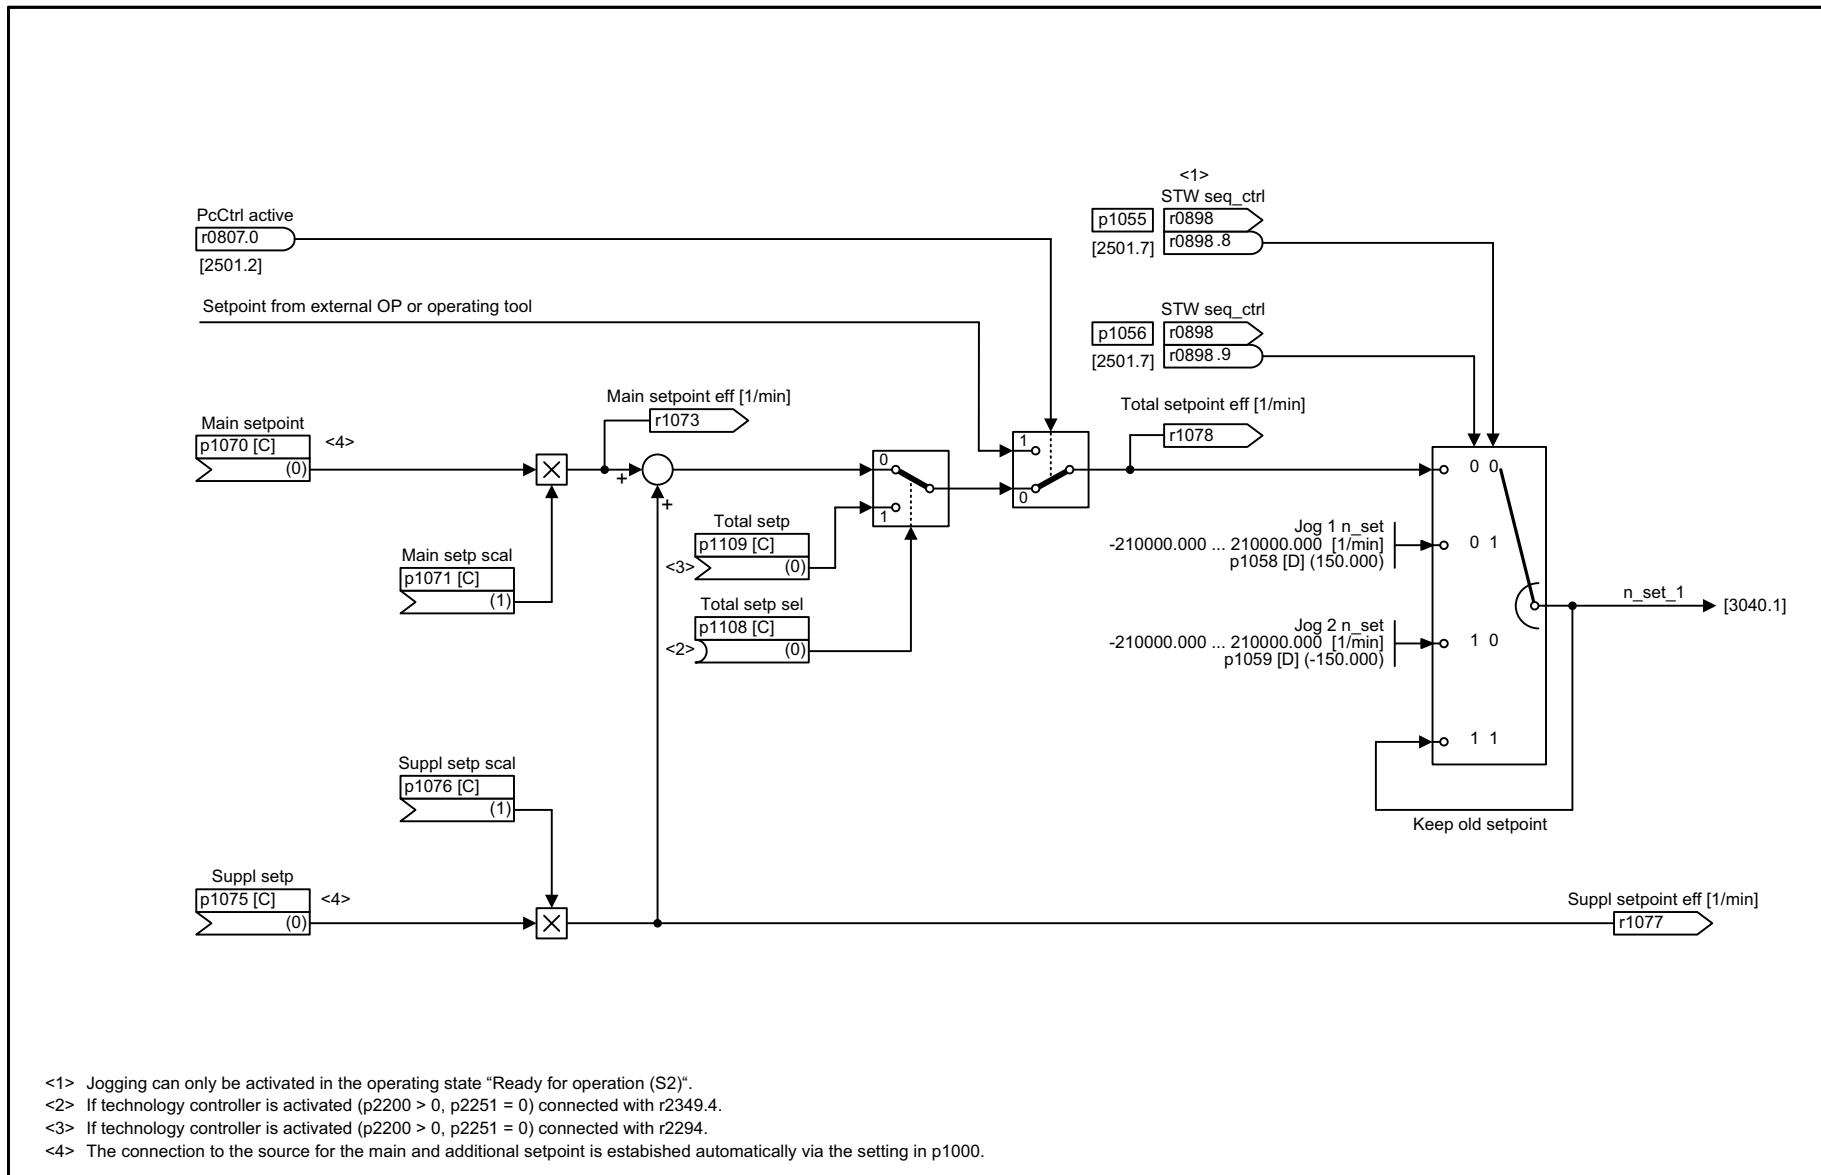 <1>
STW seq_ctrl
p1055
r0898
[2501.7]
r0898.8
PcCtrl active
r0807.0
[2501.2]
Setpoint from external OP or operating tool
STW seq_ctrl
p1056
r0898
[2501.7]
r0898.9
Main setpoint eff [1/min]
r1073
Total setpoint eff [1/min]
r1078
Main setpoint
p1070 [C]
<4>
(0)
+
+
0
1
1
0
0 0
Total setp
p1109 [C]
<3>
(0)
Jog 1 n_set
-210000.000 ... 210000.000 [1/min]
p1058 [D] (150.000)
0 1
Main setp scal
p1071 [C]
(1)
Total setp sel
p1108 [C]
<2>
(0)
n_set_1
[3040.1]
Jog 2 n_set
-210000.000 ... 210000.000 [1/min]
p1059 [D] (-150.000)
1 0
1 1
Keep old setpoint
Suppl setp scal
p1076 [C]
(1)
Suppl setp
p1075 [C]
<4>
(0)
Suppl setpoint eff [1/min]
r1077
<1> Jogging can only be activated in the operating state “Ready for operation (S2)“.
<2> If technology controller is activated (p2200 > 0, p2251 = 0) connected with r2349.4.
<3> If technology controller is activated (p2200 > 0, p2251 = 0) connected with r2294.
<4> The connection to the source for the main and additional setpoint is estabished automatically via the setting in p1000.